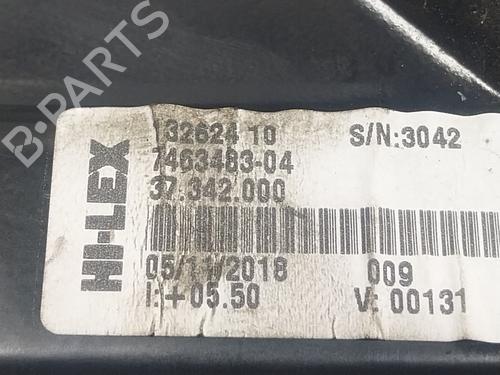 B-PARTS
HI-LEX
132624 10 S/N:3042
7463483-04
37.342.000
05/11/2018 009
I:+05.50 V: 00131